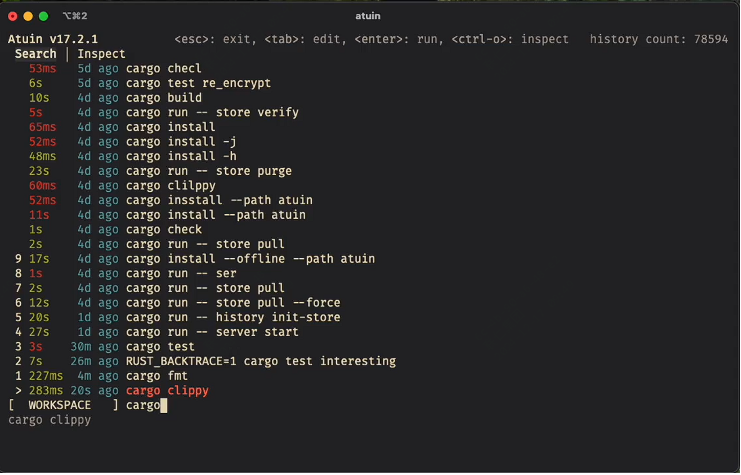 ⌥⌘2 atuin
Atuin v17.2.1 <esc>: exit, <tab>: edit, <enter>: run, <ctrl-o>: inspect history count: 78594
Search | Inspect
53ms 5d ago cargo checl
6s 5d ago cargo test re_encrypt
10s 4d ago cargo build
5s 4d ago cargo run -- store verify
65ms 4d ago cargo install
52ms 4d ago cargo install -j
48ms 4d ago cargo install -h
23s 4d ago cargo run -- store purge
60ms 4d ago cargo clilppy
52ms 4d ago cargo insstall --path atuin
11s 4d ago cargo install --path atuin
1s 4d ago cargo check
2s 4d ago cargo run -- store pull
9 17s 4d ago cargo install --offline --path atuin
8 1s 4d ago cargo run -- ser
7 2s 4d ago cargo run -- store pull
6 12s 4d ago cargo run -- store pull --force
5 20s 1d ago cargo run -- history init-store
4 27s 1d ago cargo run -- server start
3 3s 30m ago cargo test
2 7s 26m ago RUST_BACKTRACE=1 cargo test interesting
1 227ms 4m ago cargo fmt
> 283ms 20s ago cargo clippy
[ WORKSPACE ] cargo
cargo clippy